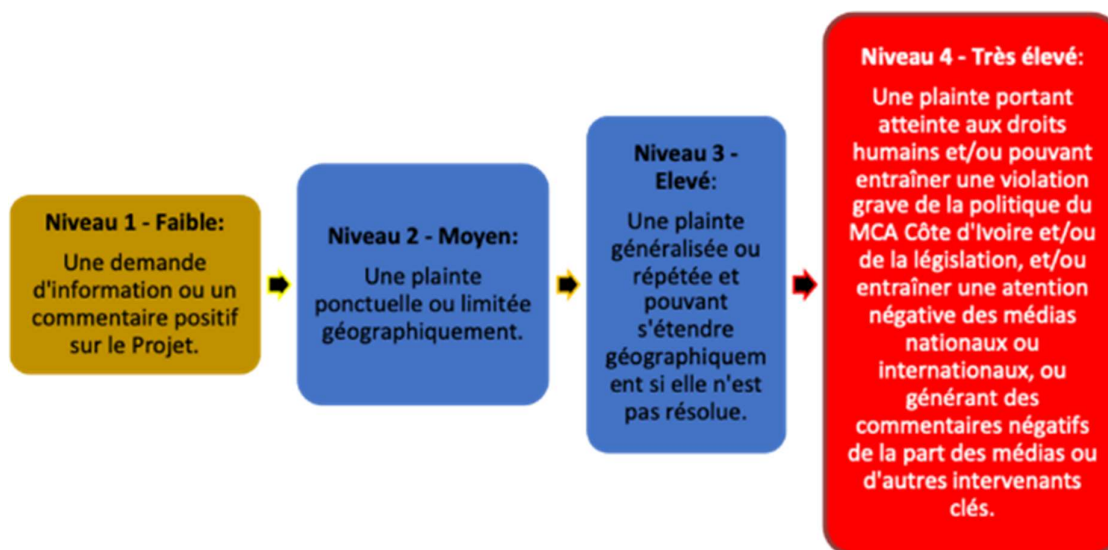 Niveau 1 - Faible:
Une demande
d'information ou un
commentaire positif
sur le Projet.
Niveau 2 - Moyen:
Une plainte
ponctuelle ou limitée
géographiquement.
Niveau 3 -
Elevé:
Une plainte
généralisée ou
répétée et
pouvant
s'étendre
géographiquem
ent si elle n'est
pas résolue.
Niveau 4 - Très élevé:
Une plainte portant
atteinte aux droits
humains et/ou pouvant
entraîner une violation
grave de la politique du
MCA Côte d'Ivoire et/ou
de la législation, et/ou
entraîner une atention
négative des médias
nationaux ou
internationaux, ou
générant des
commentaires négatifs
de la part des médias ou
d'autres intervenants
clés.